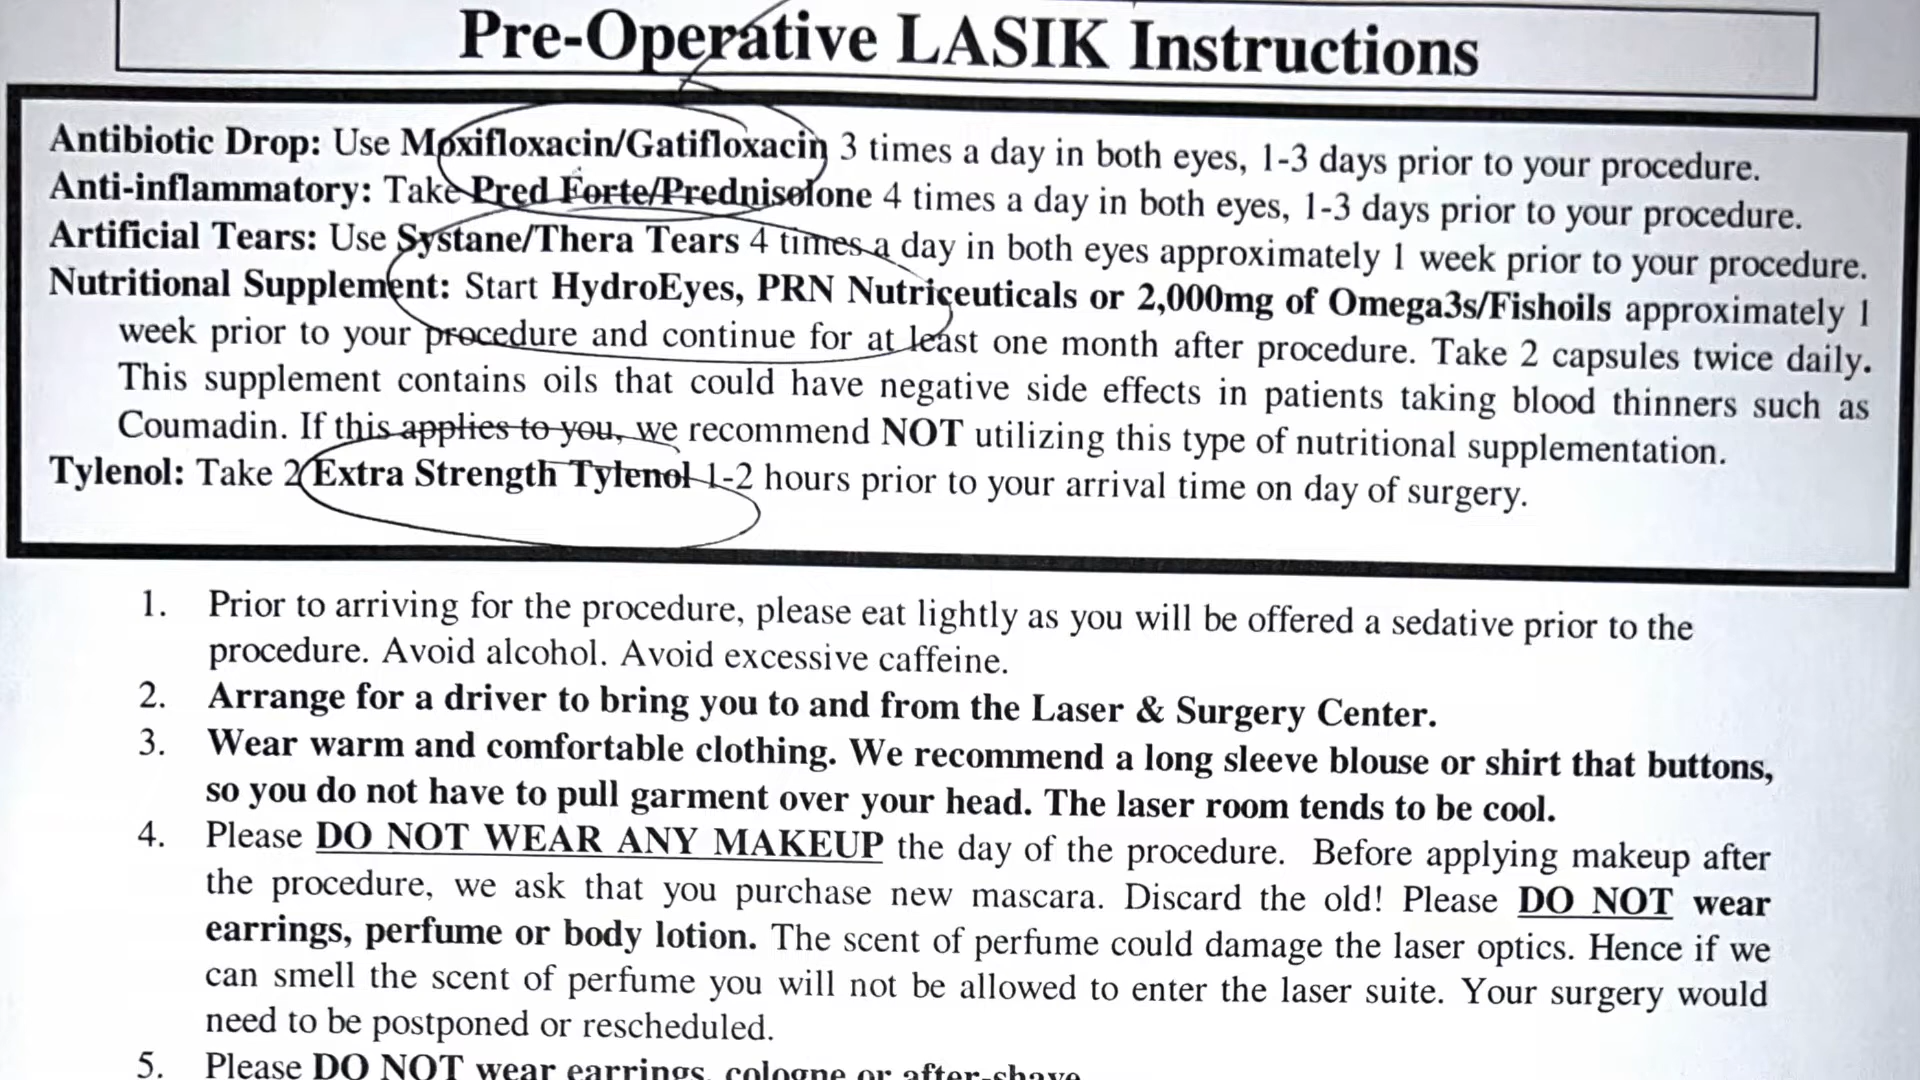 Pre-Operative LASIK Instructions
Antibiotic Drop: Use Moxifloxacin/Gatifloxacin 3 times a day in both eyes, 1-3 days prior to your procedure.
Anti-inflammatory: Take Pred Forte/Prednisolone 4 times a day in both eyes, 1-3 days prior to your procedure.
Artificial Tears: Use Systane/Thera Tears 4 times a day in both eyes approximately 1 week prior to your procedure.
Nutritional Supplement: Start HydroEyes, PRN Nutriceuticals or 2,000mg of Omega3s/Fishoils approximately 1
week prior to your procedure and continue for at least one month after procedure. Take 2 capsules twice daily.
This supplement contains oils that could have negative side effects in patients taking blood thinners such as
Coumadin. If this applies to you, we recommend NOT utilizing this type of nutritional supplementation.
Tylenol: Take 2 Extra Strength Tylenol 1-2 hours prior to your arrival time on day of surgery.
1. Prior to arriving for the procedure, please eat lightly as you will be offered a sedative prior to the
procedure. Avoid alcohol. Avoid excessive caffeine.
2. Arrange for a driver to bring you to and from the Laser & Surgery Center.
3. Wear warm and comfortable clothing. We recommend a long sleeve blouse or shirt that buttons,
so you do not have to pull garment over your head. The laser room tends to be cool.
4. Please DO NOT WEAR ANY MAKEUP the day of the procedure. Before applying makeup after
the procedure, we ask that you purchase new mascara. Discard the old! Please DO NOT wear
earrings, perfume or body lotion. The scent of perfume could damage the laser optics. Hence if we
can smell the scent of perfume you will not be allowed to enter the laser suite. Your surgery would
need to be postponed or rescheduled.
5. Please DO NOT wear earrings, cologne or after-shave